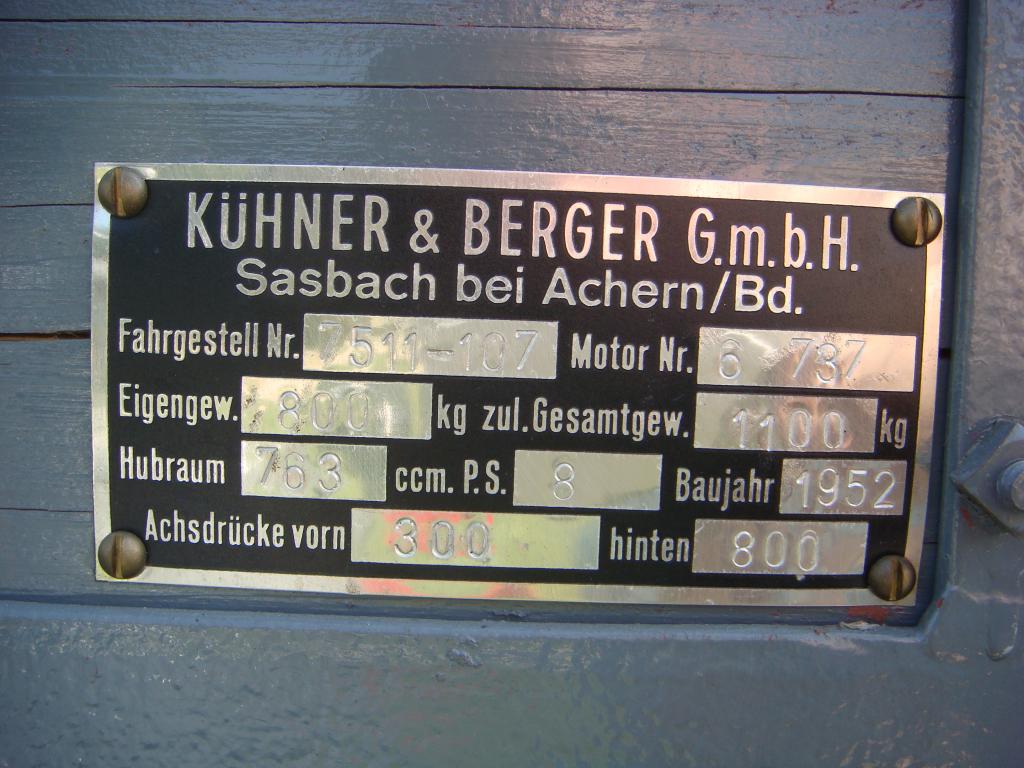 KÜHNER & BERGER G.m.b.H.
Sasbach bei Achern/Bd.
Fahrgestell Nr. 7511-107 Motor Nr. 6 737
Eigengew. 800 kg zul. Gesamtgew. 1100 kg
Hubraum 763 ccm. P.S. 8 Baujahr 1952
Achsdrücke vorn 300 hinten 800